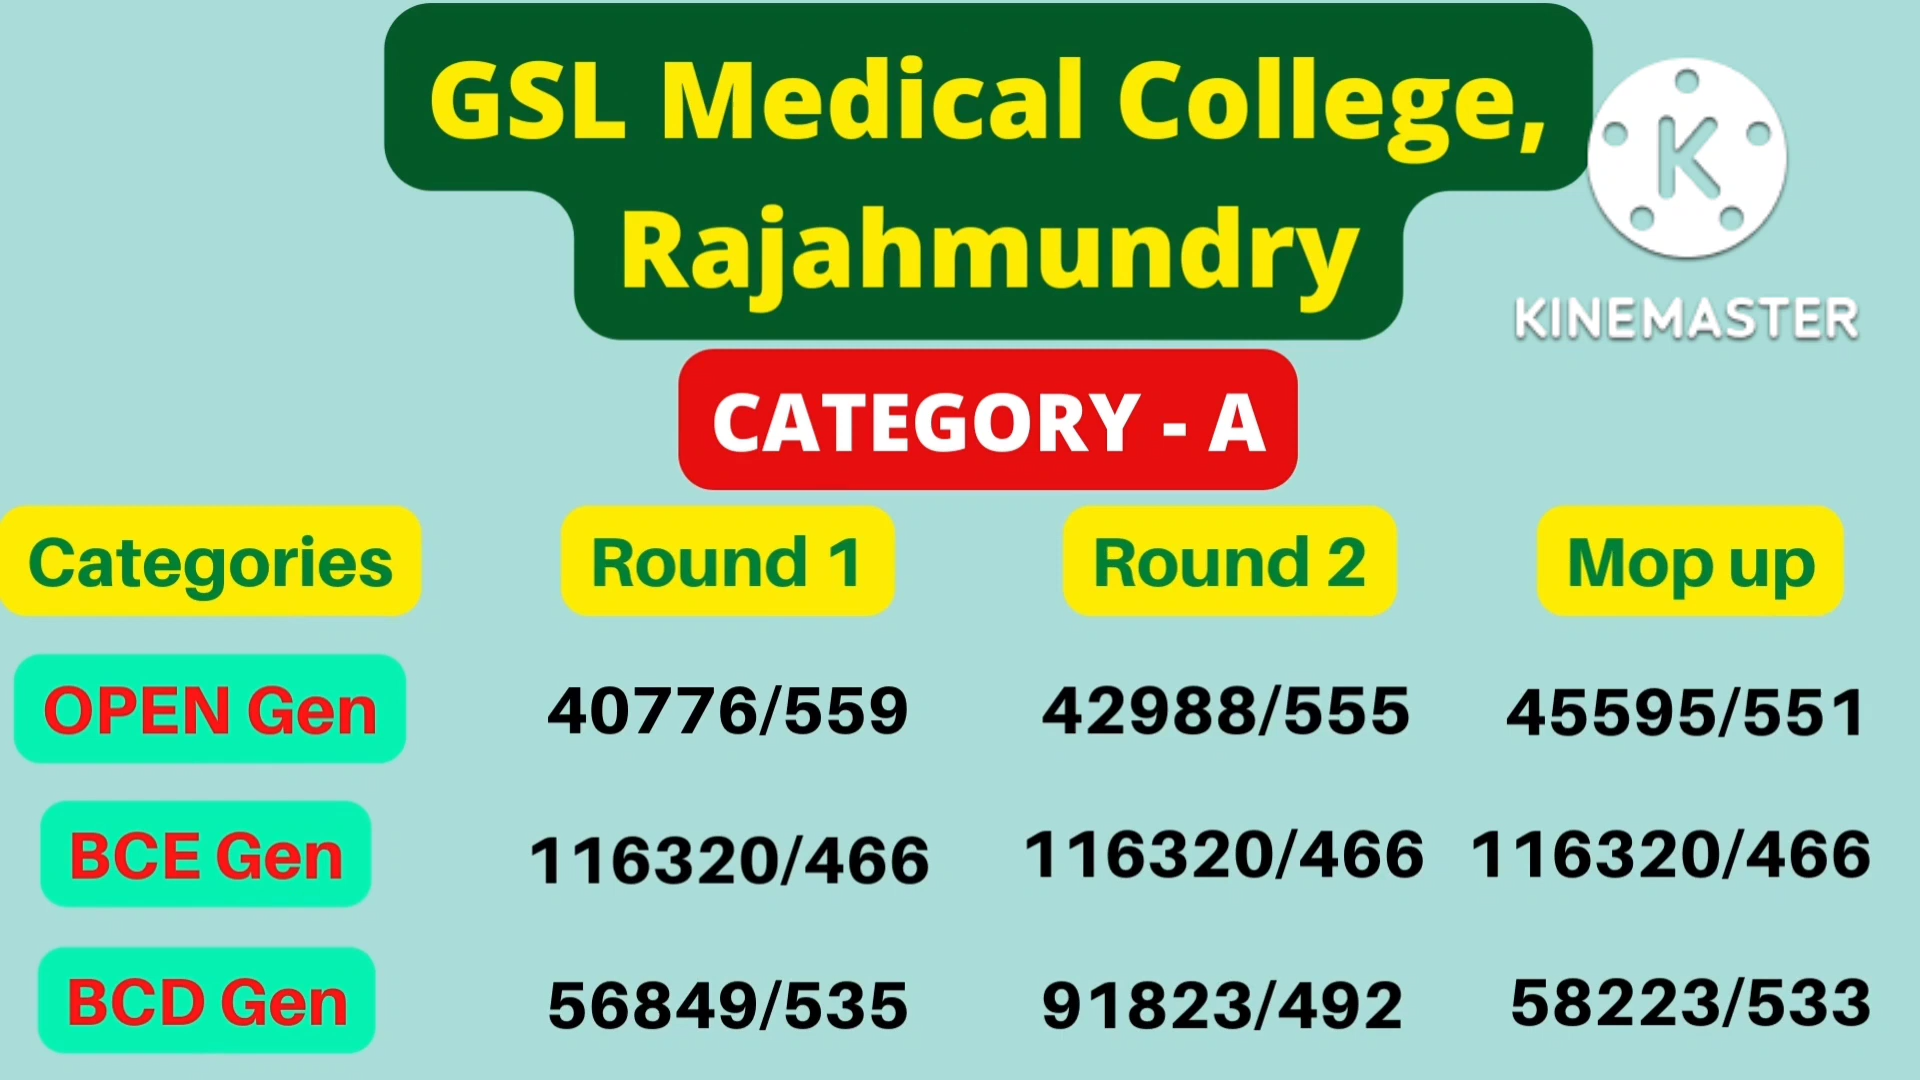 GSL Medical College,
Rajahmundry
KINEMASTER
CATEGORY - A
Categories Round 1 Round 2 Mop up
OPEN Gen 40776/559 42988/555 45595/551
BCE Gen 116320/466 116320/466 116320/466
BCD Gen 56849/535 91823/492 58223/533